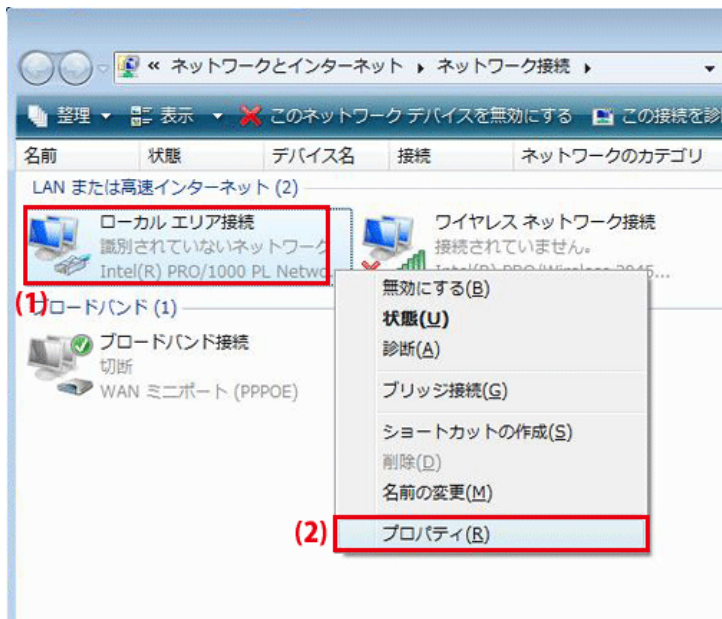 « ネットワークとインターネット ▸ ネットワーク接続 ▸
整理 ▼ 表示 ▼ このネットワーク デバイスを無効にする この接続を診
名前 状態 デバイス名 接続 ネットワークのカテゴリ
LAN または高速インターネット (2)
ローカル エリア接続
識別されていないネットワーク
Intel(R) PRO/1000 PL Netwo...
ワイヤレス ネットワーク接続
接続されていません。
Intel(R) PRO/Wireless 3945...
(1)
ブロードバンド (1)
ブロードバンド接続
切断
WAN ミニポート (PPPOE)
無効にする(B)
状態(U)
診断(A)
ブリッジ接続(G)
ショートカットの作成(S)
削除(D)
名前の変更(M)
(2)
プロパティ(R)